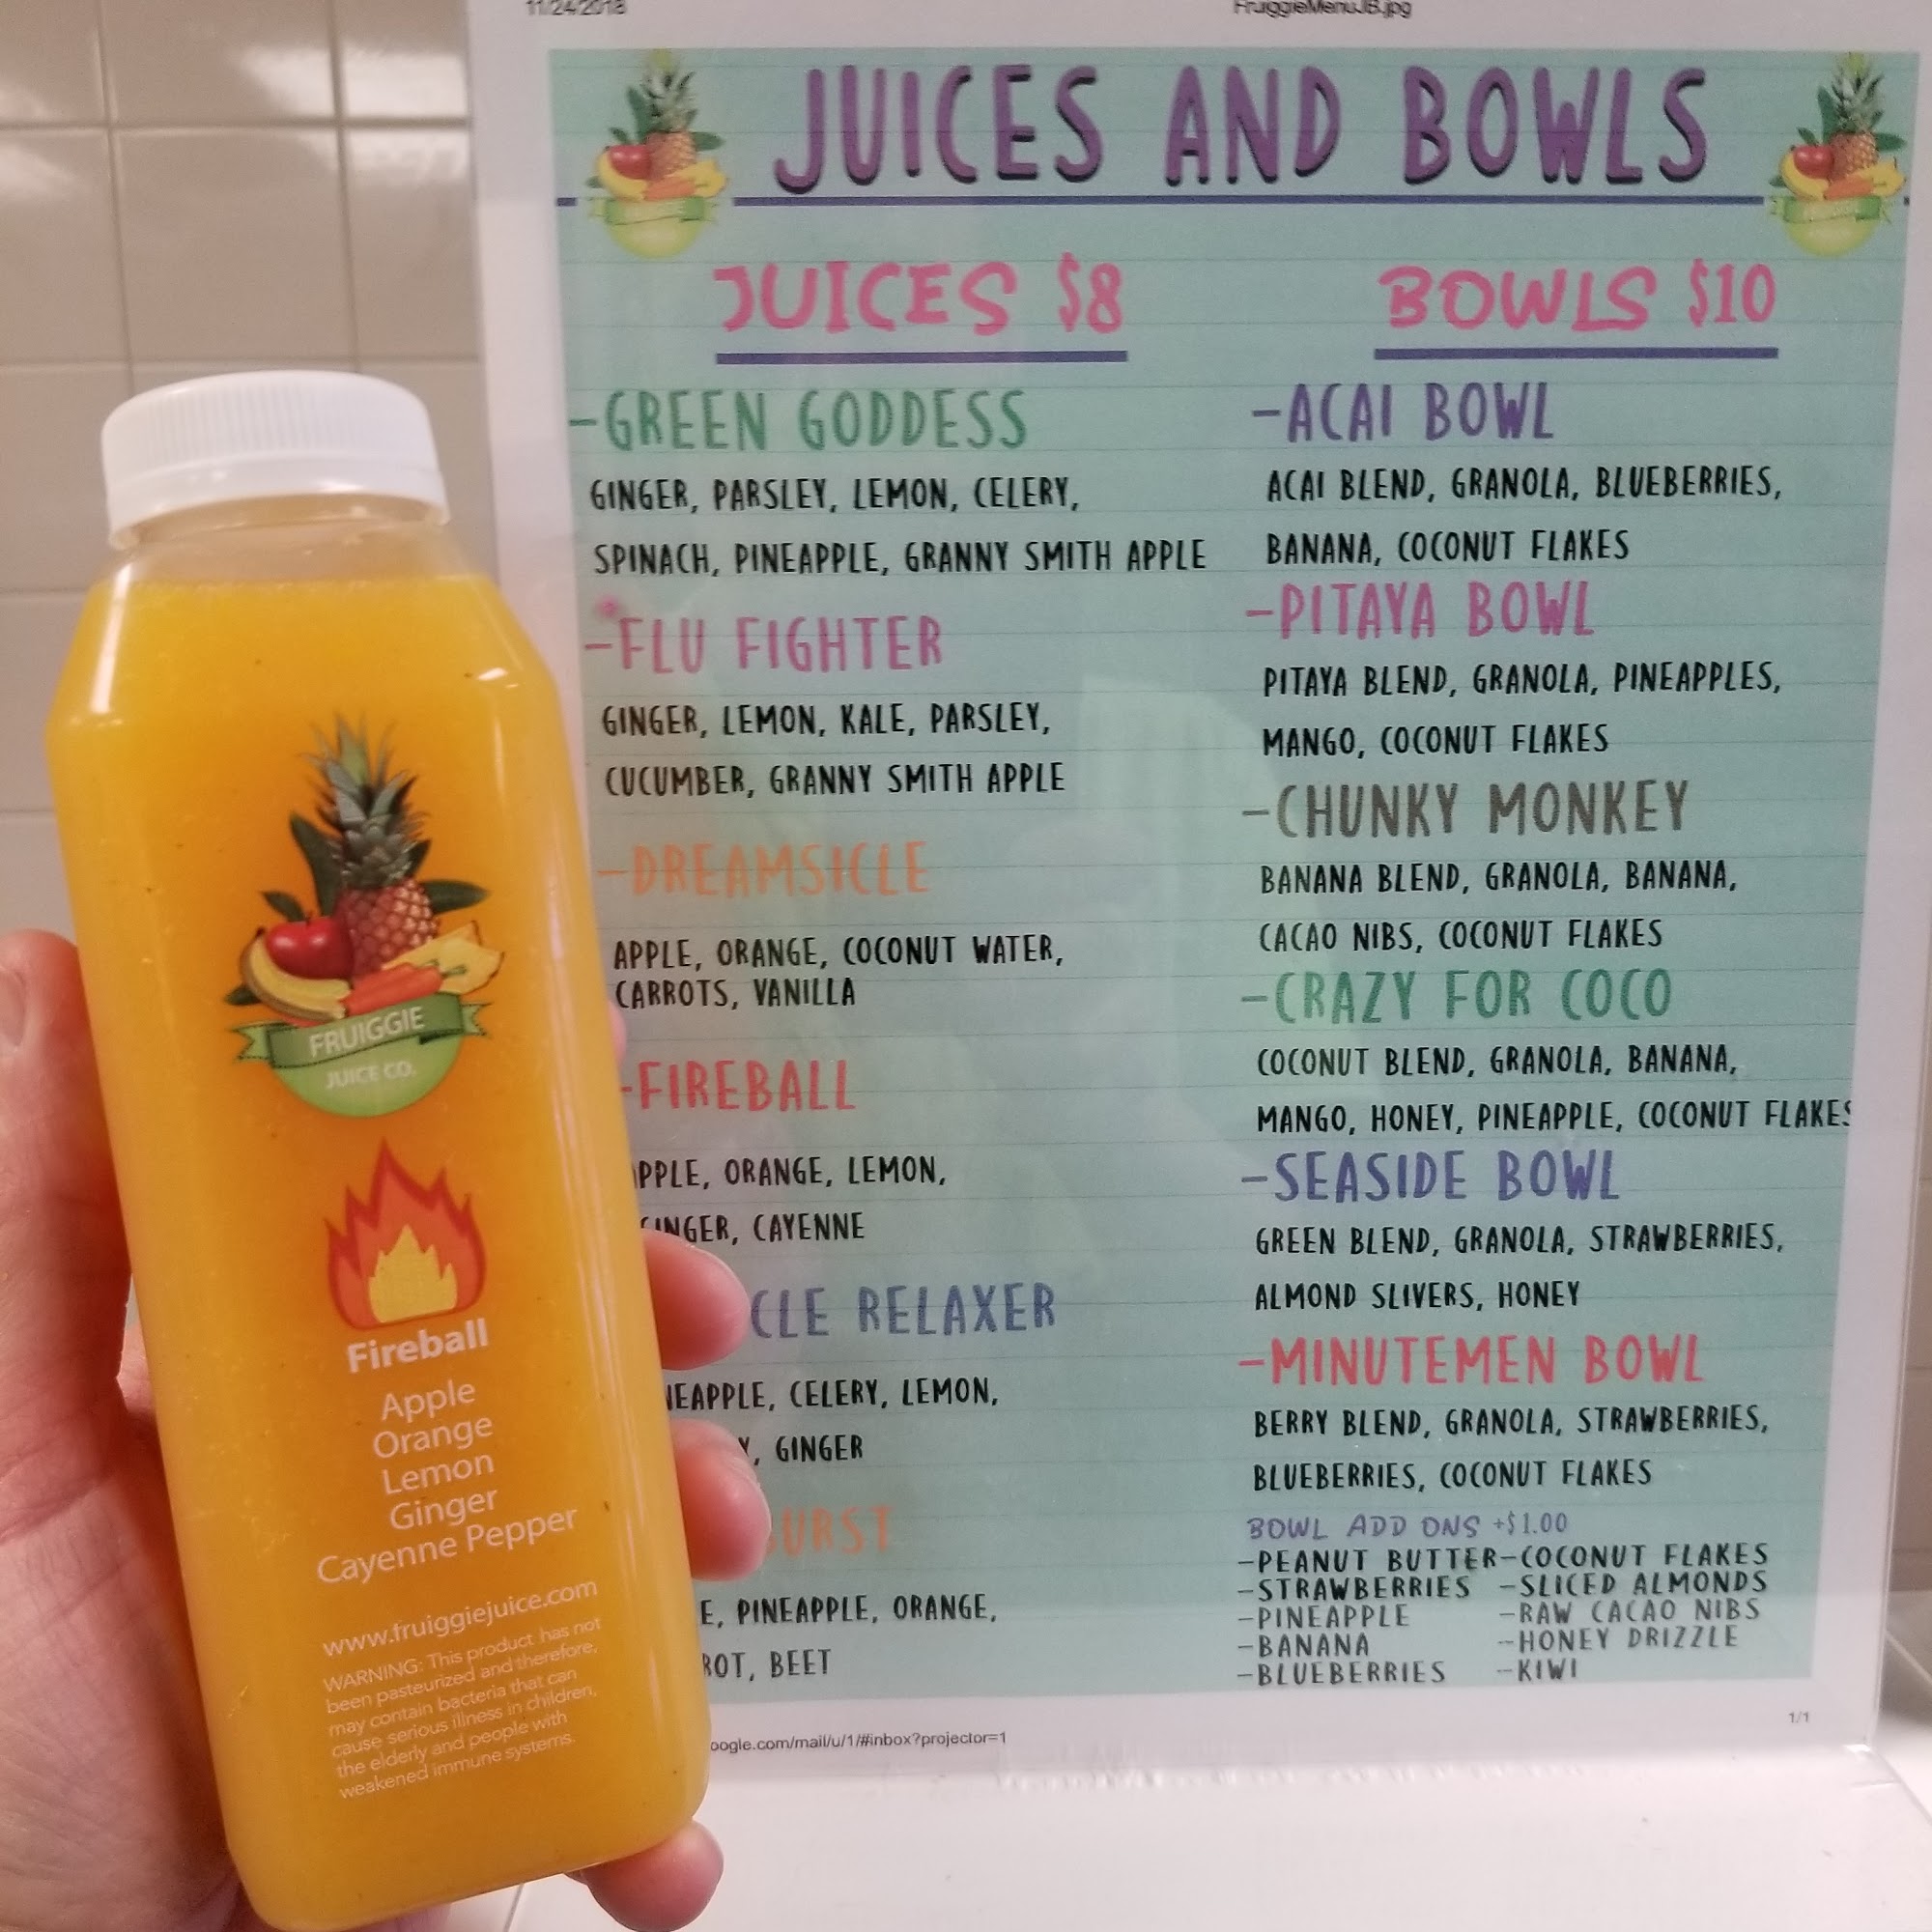 11/24/2018
FruiggieMenuJB.jpg
JUICES AND BOWLS
JUICES $8
-GREEN GODDESS
GINGER, PARSLEY, LEMON, CELERY,
SPINACH, PINEAPPLE, GRANNY SMITH APPLE
-FLU FIGHTER
GINGER, LEMON, KALE, PARSLEY,
CUCUMBER, GRANNY SMITH APPLE
-DREAMSICLE
APPLE, ORANGE, COCONUT WATER,
CARROTS, VANILLA
-FIREBALL
PPLE, ORANGE, LEMON,
GINGER, CAYENNE
CLE RELAXER
NEAPPLE, CELERY, LEMON,
Y, GINGER
BURST
E, PINEAPPLE, ORANGE,
ROT, BEET
BOWLS $10
-ACAI BOWL
ACAI BLEND, GRANOLA, BLUEBERRIES,
BANANA, COCONUT FLAKES
-PITAYA BOWL
PITAYA BLEND, GRANOLA, PINEAPPLES,
MANGO, COCONUT FLAKES
-CHUNKY MONKEY
BANANA BLEND, GRANOLA, BANANA,
CACAO NIBS, COCONUT FLAKES
-CRAZY FOR COCO
COCONUT BLEND, GRANOLA, BANANA,
MANGO, HONEY, PINEAPPLE, COCONUT FLAKES
-SEASIDE BOWL
GREEN BLEND, GRANOLA, STRAWBERRIES,
ALMOND SLIVERS, HONEY
-MINUTEMEN BOWL
BERRY BLEND, GRANOLA, STRAWBERRIES,
BLUEBERRIES, COCONUT FLAKES
BOWL ADD ONS +$1.00
-PEANUT BUTTER -COCONUT FLAKES
-STRAWBERRIES -SLICED ALMONDS
-PINEAPPLE -RAW CACAO NIBS
-BANANA -HONEY DRIZZLE
-BLUEBERRIES -KIWI
oogle.com/mail/u/1/#inbox?projector=1
1/1
FRUIGGIE
JUICE CO.
Fireball
Apple
Orange
Lemon
Ginger
Cayenne Pepper
www.fruiggiejuice.com
WARNING: This product has not
been pasteurized and therefore,
may contain bacteria that can
cause serious illness in children,
the elderly and people with
weakened immune systems.